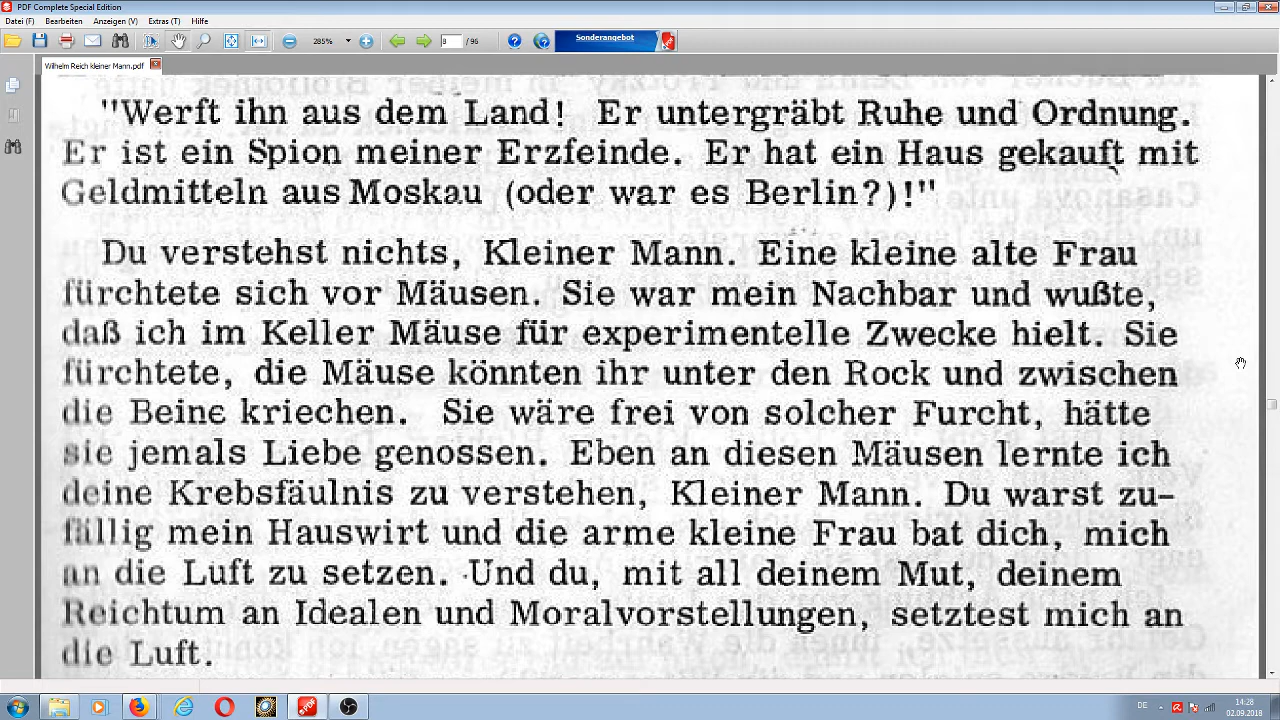 PDF Complete Special Edition
Datei (F) Bearbeiten Anzeigen (V) Extras (T) Hilfe
285% 8 / 95 Sonderangebot
Wilhelm Reich kleiner Mann.pdf
"Werft ihn aus dem Land! Er untergräbt Ruhe und Ordnung.
Er ist ein Spion meiner Erzfeinde. Er hat ein Haus gekauft mit
Geldmitteln aus Moskau (oder war es Berlin?)!"
Du verstehst nichts, Kleiner Mann. Eine kleine alte Frau
fürchtete sich vor Mäusen. Sie war mein Nachbar und wußte,
daß ich im Keller Mäuse für experimentelle Zwecke hielt. Sie
fürchtete, die Mäuse könnten ihr unter den Rock und zwischen
die Beine kriechen. Sie wäre frei von solcher Furcht, hätte
sie jemals Liebe genossen. Eben an diesen Mäusen lernte ich
deine Krebsfäulnis zu verstehen, Kleiner Mann. Du warst zu-
fällig mein Hauswirt und die arme kleine Frau bat dich, mich
an die Luft zu setzen. Und du, mit all deinem Mut, deinem
Reichtum an Idealen und Moralvorstellungen, setztest mich an
die Luft.
DE 14:28
02.09.2018